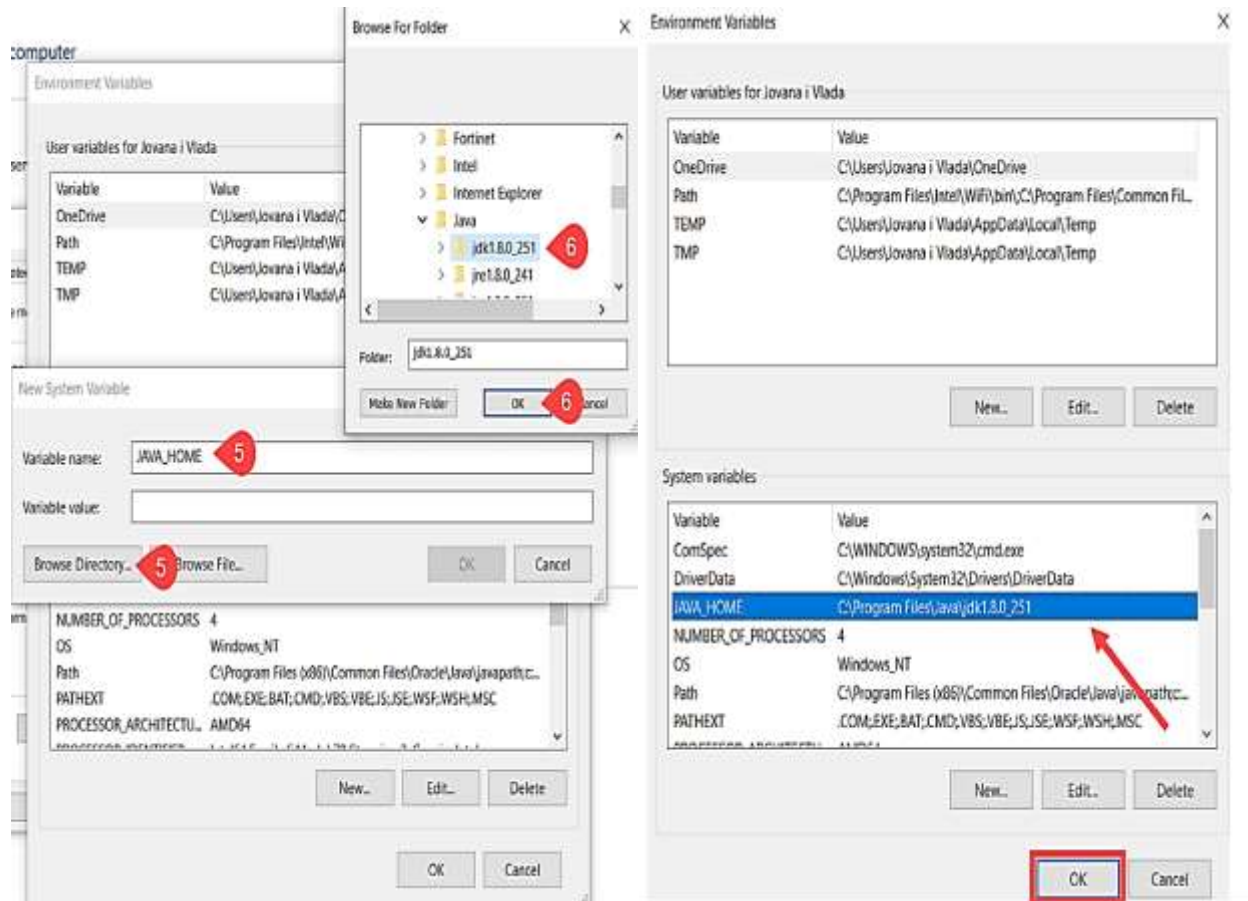 computer
Environment Variables
User variables for Jovana i Vlada
Variable Value
OneDrive C:\Users\Jovana i Vlada\O
Path C:\Program Files\Intel\Wi
TEMP C:\Users\Jovana i Vlada\A
TMP C:\Users\Jovana i Vlada\A
Browse For Folder X
Fortinet
Intel
Internet Explorer
Java
jdk1.8.0_251 6
jre1.8.0_241
Folder: jdk1.8.0_251
Make New Folder OK 6 ancel
New System Variable
Variable name: JAVA_HOME 5
Variable value:
Browse Directory... 5 Browse File... OK Cancel
NUMBER_OF_PROCESSORS 4
OS Windows_NT
Path C:\Program Files (x86)\Common Files\Oracle\Java\javapath;c...
PATHEXT .COM;.EXE;.BAT;.CMD;.VBS;.VBE;.JS;.JSE;.WSF;.WSH;.MSC
PROCESSOR_ARCHITECTU... AMD64
New... Edit... Delete
OK Cancel
Environment Variables X
User variables for Jovana i Vlada
Variable Value
OneDrive C:\Users\Jovana i Vlada\OneDrive
Path C:\Program Files\Intel\WiFi\bin\;C:\Program Files\Common Fil...
TEMP C:\Users\Jovana i Vlada\AppData\Local\Temp
TMP C:\Users\Jovana i Vlada\AppData\Local\Temp
New... Edit... Delete
System variables
Variable Value
ComSpec C:\WINDOWS\system32\cmd.exe
DriverData C:\Windows\System32\Drivers\DriverData
JAVA_HOME C:\Program Files\Java\jdk1.8.0_251
NUMBER_OF_PROCESSORS 4
OS Windows_NT
Path C:\Program Files (x86)\Common Files\Oracle\Java\javapath;c...
PATHEXT .COM;.EXE;.BAT;.CMD;.VBS;.VBE;.JS;.JSE;.WSF;.WSH;.MSC
New... Edit... Delete
OK Cancel